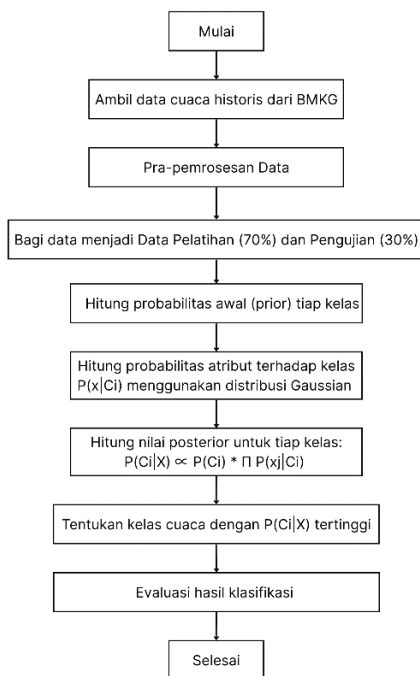 Mulai
Ambil data cuaca historis dari BMKG
Pra-pemrosesan Data
Bagi data menjadi Data Pelatihan (70%) dan Pengujian (30%)
Hitung probabilitas awal (prior) tiap kelas
Hitung probabilitas atribut terhadap kelas
P(x|Ci) menggunakan distribusi Gaussian
Hitung nilai posterior untuk tiap kelas:
P(Ci|X) ∝ P(Ci) * Π P(xj|Ci)
Tentukan kelas cuaca dengan P(Ci|X) tertinggi
Evaluasi hasil klasifikasi
Selesai